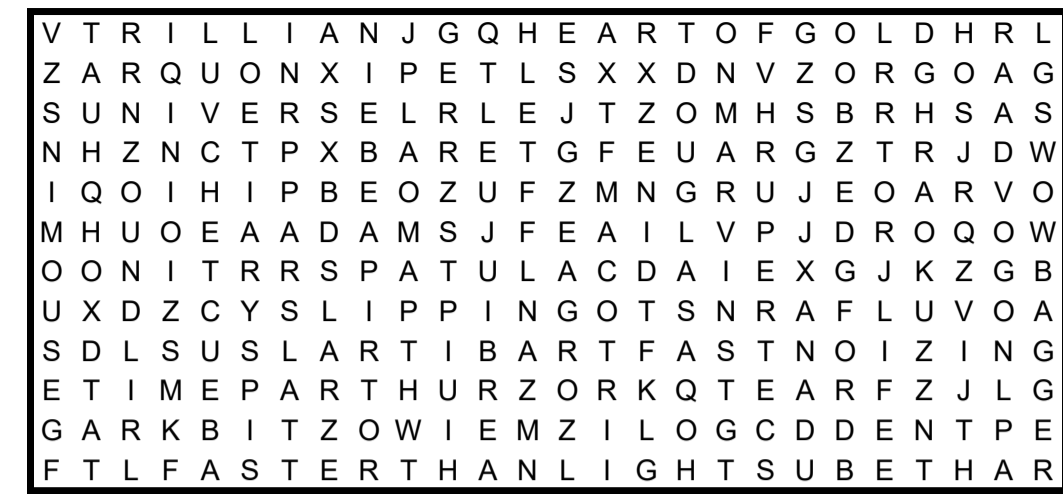 V T R I L L I A N J G Q H E A R T O F G O L D H R L
Z A R Q U O N X I P E T L S X X D N V Z O R G O A G
S U N I V E R S E L R L E J T Z O M H S B R H S A S
N H Z N C T P X B A R E T G F E U A R G Z T R J D W
I Q O I H I P B E O Z U F Z M N G R U J E O A R V O
M H U O E A A D A M S J F E A I L V P J D R O Q O W
O O N I T R R S P A T U L A C D A I E X G J K Z G B
U X D Z C Y S L I P P I N G O T S N R A F L U V O A
S D L S U S L A R T I B A R T F A S T N O I Z I N G
E T I M E P A R T H U R Z O R K Q T E A R F Z J L G
G A R K B I T Z O W I E M Z I L O G C D D E N T P E
F T L F A S T E R T H A N L I G H T S U B E T H A R